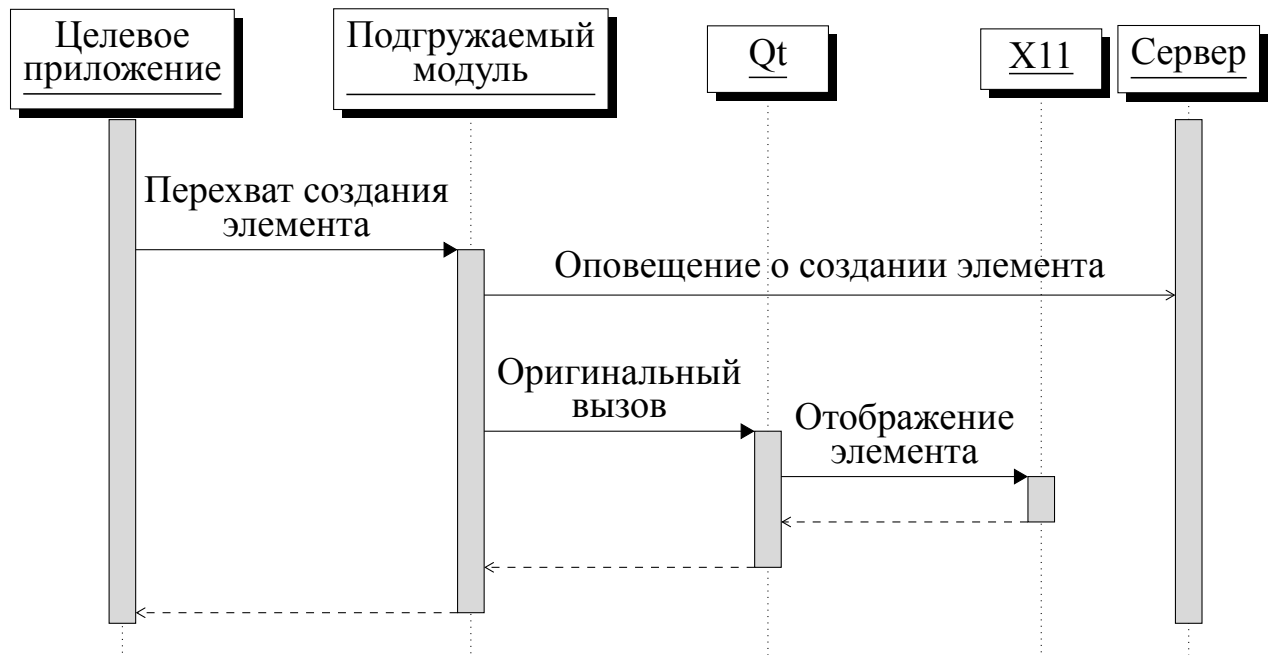 Целевое
приложение
Подгружаемый
модуль
Qt
X11
Сервер
Перехват создания
элемента
Оповещение о создании элемента
Оригинальный
вызов
Отображение
элемента